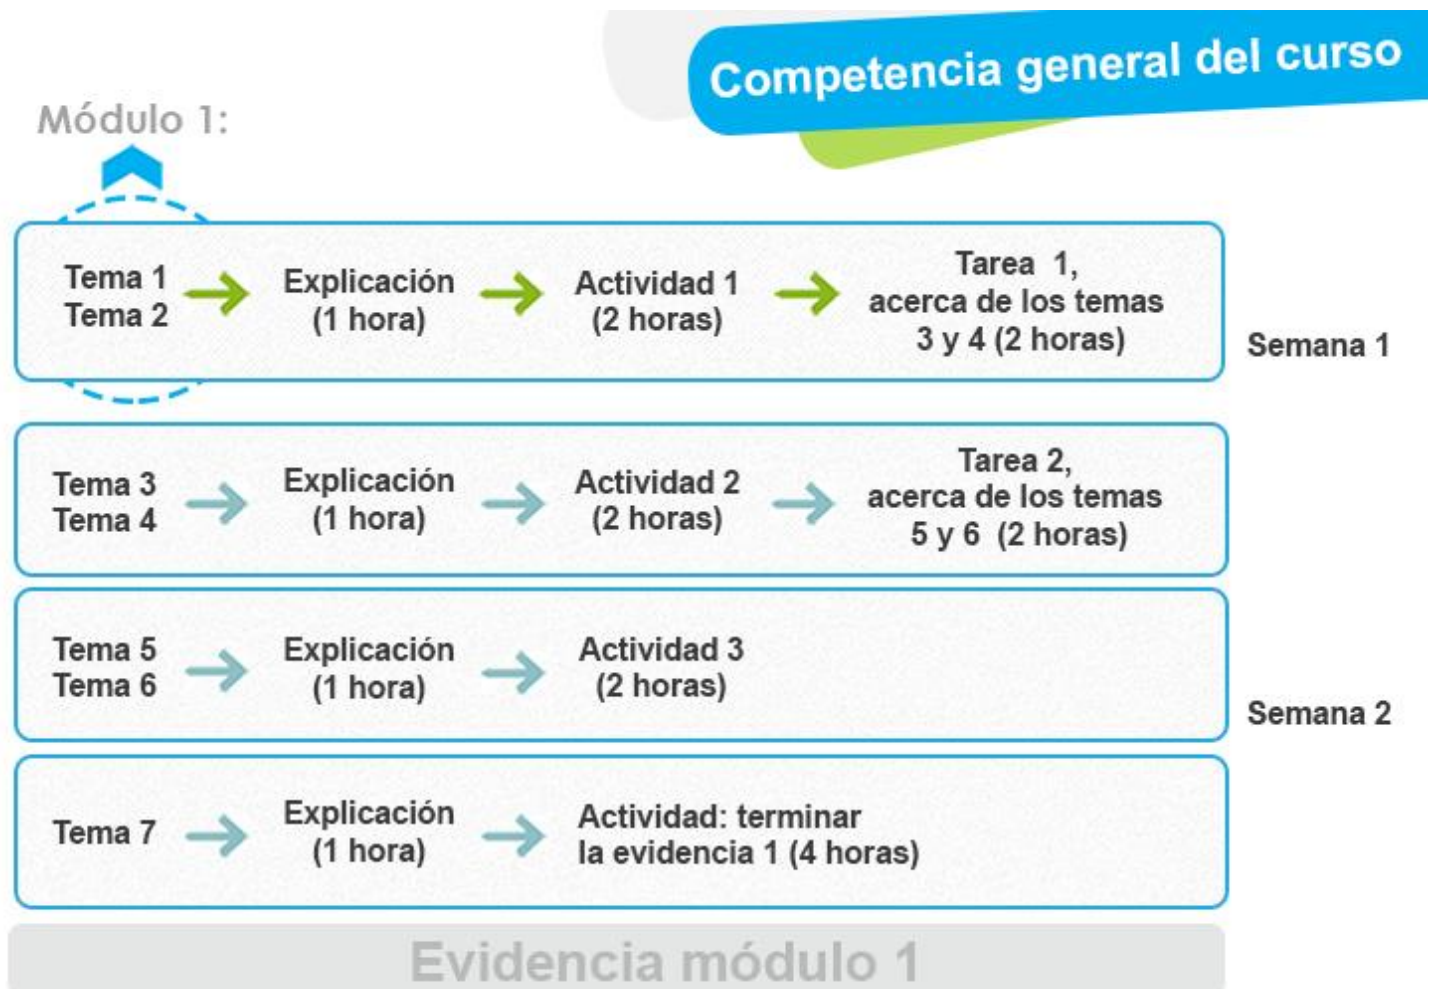 Competencia general del curso
Módulo 1:
Tema 1
Tema 2
Explicación
(1 hora)
Actividad 1
(2 horas)
Tarea 1,
acerca de los temas
3 y 4 (2 horas)
Semana 1
Tema 3
Tema 4
Explicación
(1 hora)
Actividad 2
(2 horas)
Tarea 2,
acerca de los temas
5 y 6 (2 horas)
Tema 5
Tema 6
Explicación
(1 hora)
Actividad 3
(2 horas)
Semana 2
Tema 7
Explicación
(1 hora)
Actividad: terminar
la evidencia 1 (4 horas)
Evidencia módulo 1